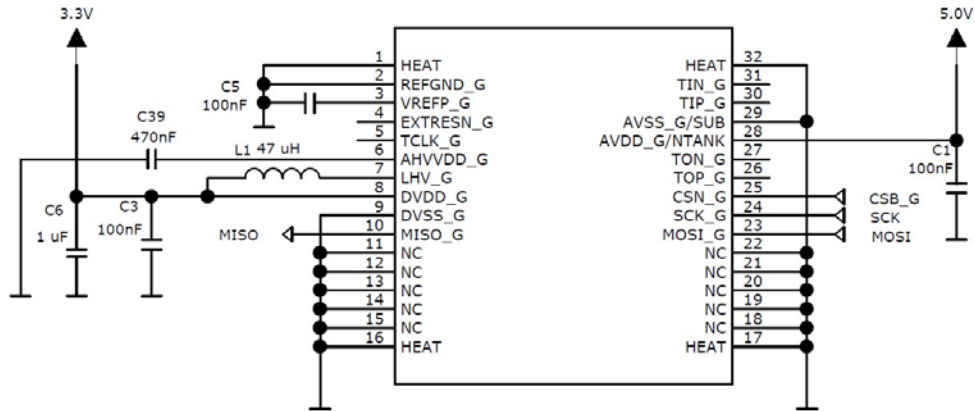 3.3V
5.0V
1 HEAT HEAT 32
2 REFGND_G TIN_G 31
C5
100nF
3 VREFP_G TIP_G 30
4 EXTRESN_G AVSS_G/SUB 29
C39
470nF
5 TCLK_G AVDD_G/NTANK 28
L1 47 uH
6 AHVVDD_G TON_G 27
C1
100nF
7 LHV_G TOP_G 26
8 DVDD_G CSN_G 25 CSB_G
C6
1 uF
C3
100nF
9 DVSS_G SCK_G 24 SCK
MISO 10 MISO_G MOSI_G 23 MOSI
11 NC NC 22
12 NC NC 21
13 NC NC 20
14 NC NC 19
15 NC NC 18
16 HEAT HEAT 17